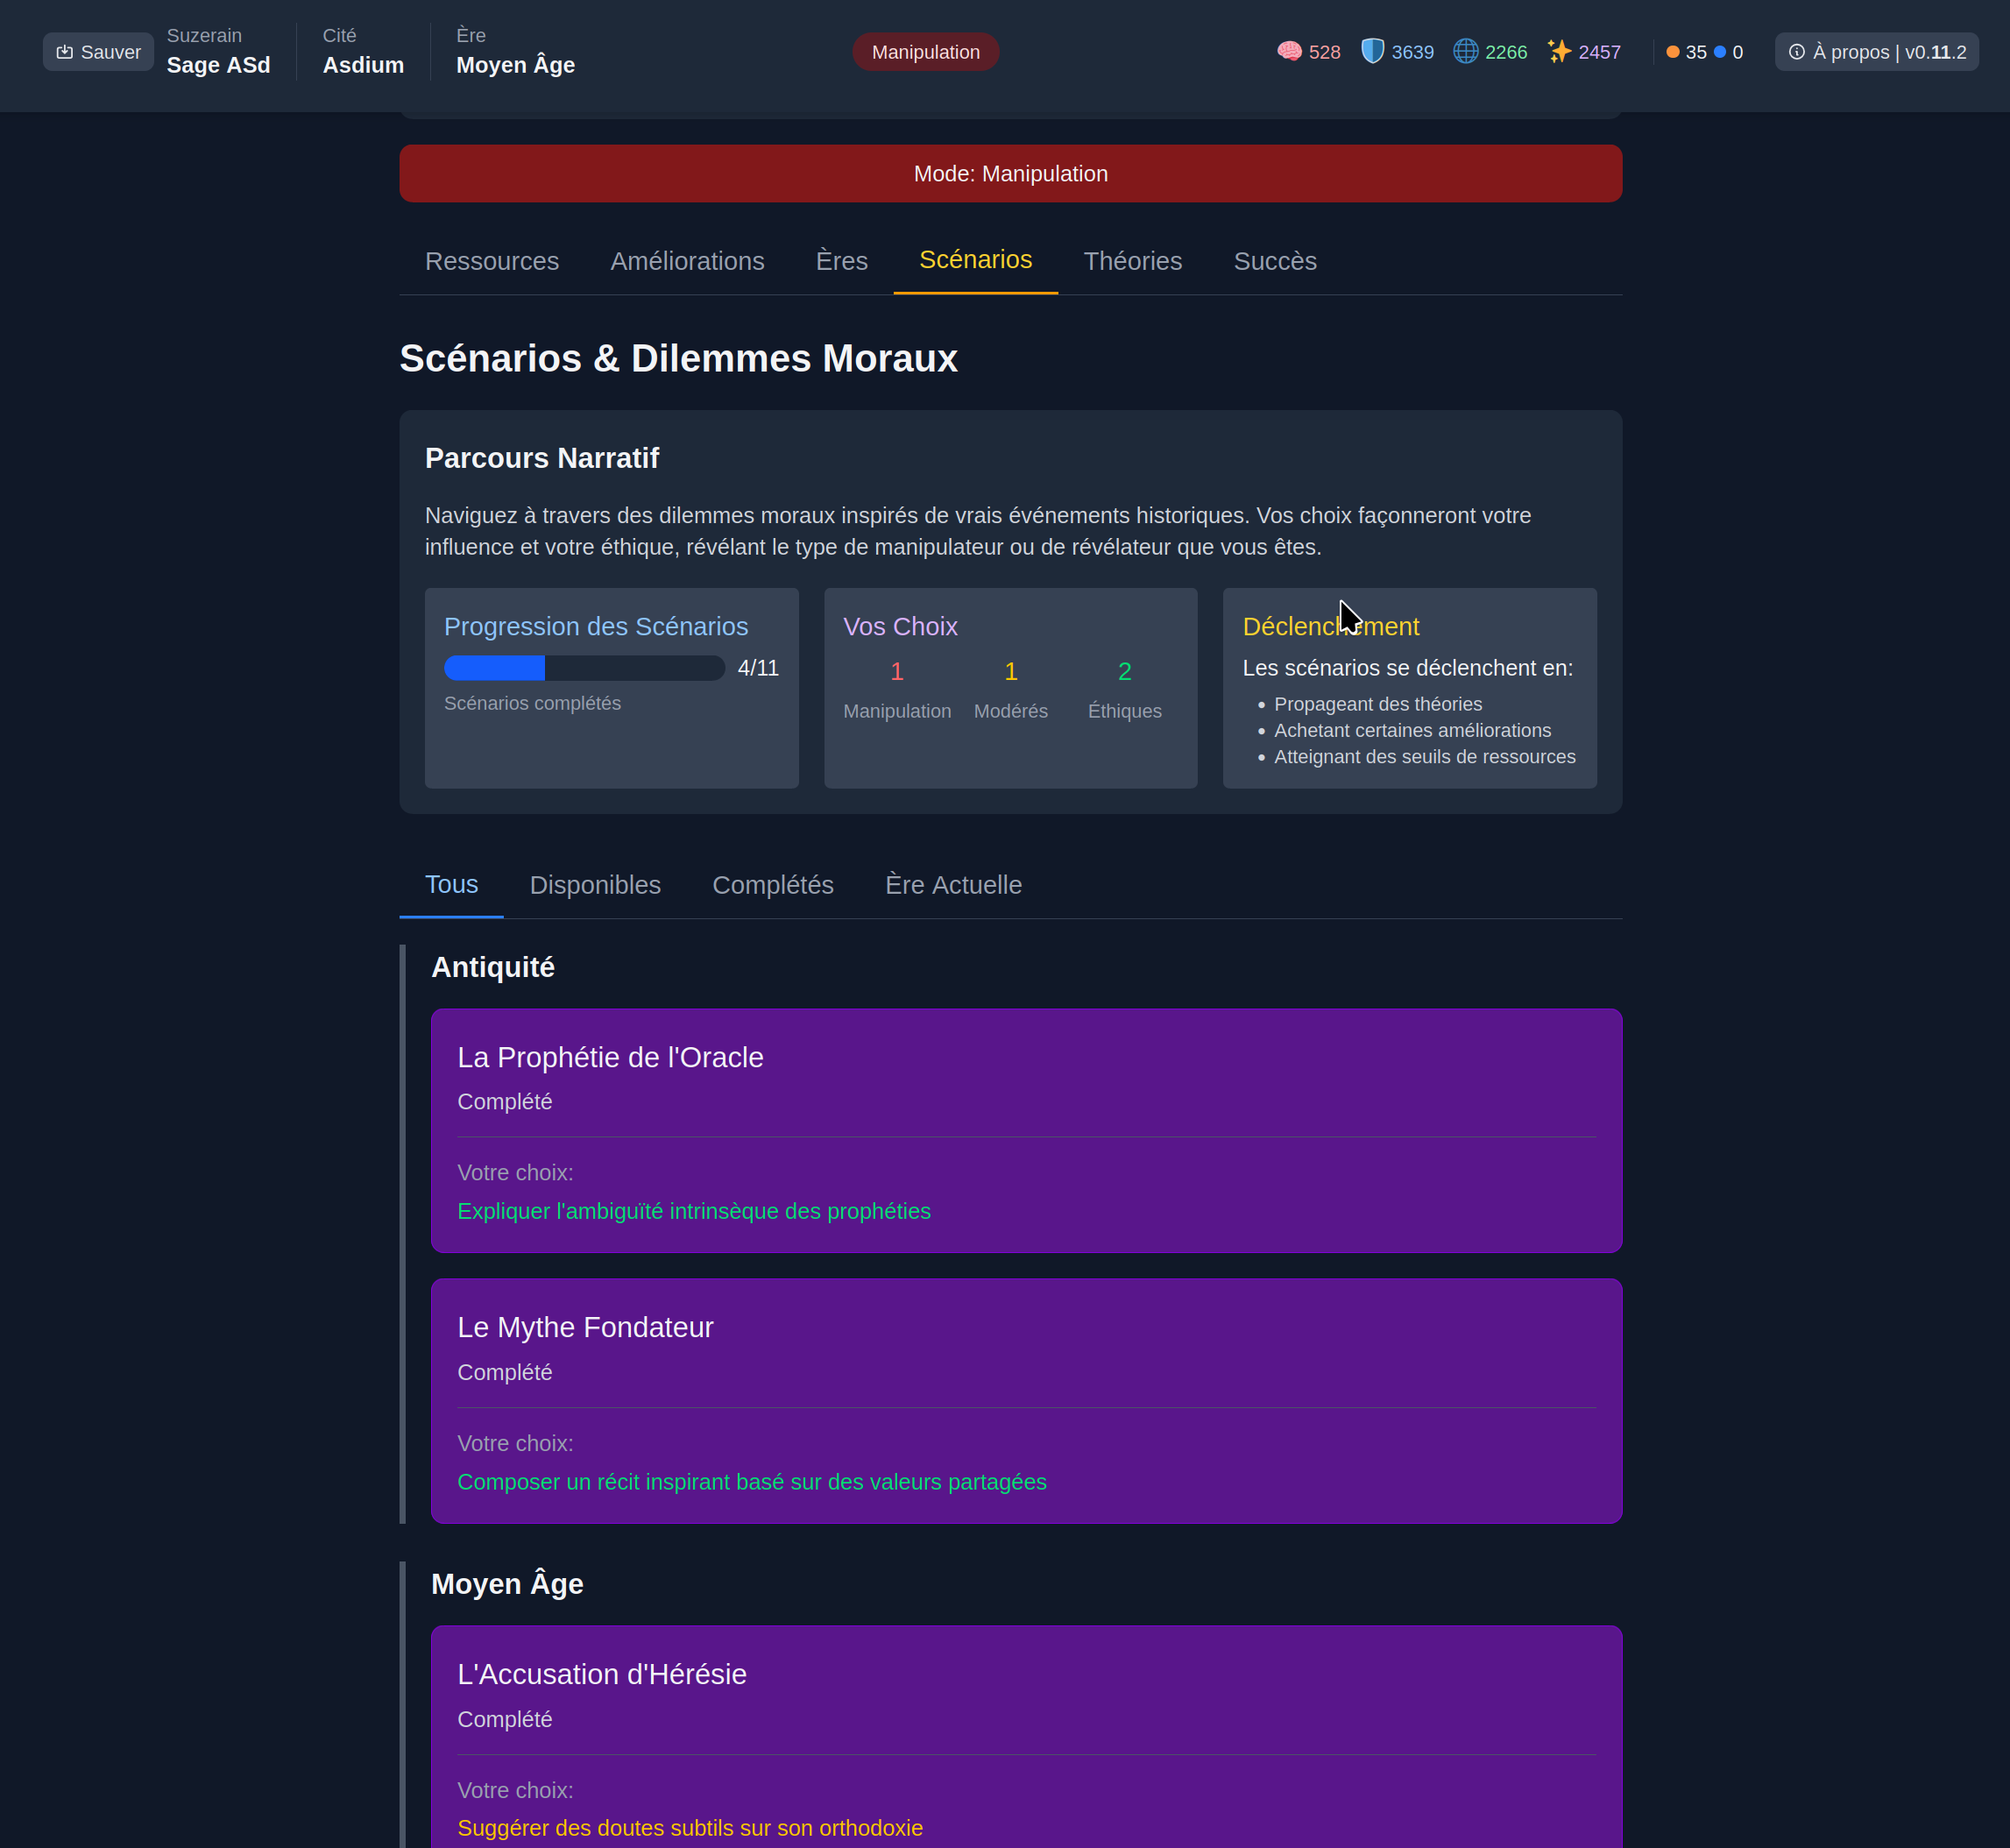 Sauver
Suzerain
Sage ASd
Cité
Asdium
Ère
Moyen Âge
Manipulation
528
3639
2266
2457
35
0
À propos | v0.11.2
Mode: Manipulation
Ressources
Améliorations
Ères
Scénarios
Théories
Succès
Scénarios & Dilemmes Moraux
Parcours Narratif
Naviguez à travers des dilemmes moraux inspirés de vrais événements historiques. Vos choix façonneront votre
influence et votre éthique, révélant le type de manipulateur ou de révélateur que vous êtes.
Progression des Scénarios
4/11
Scénarios complétés
Vos Choix
1
1
2
Manipulation
Modérés
Éthiques
Déclenchement
Les scénarios se déclenchent en:
Propageant des théories
Achetant certaines améliorations
Atteignant des seuils de ressources
Tous
Disponibles
Complétés
Ère Actuelle
Antiquité
La Prophétie de l'Oracle
Complété
Votre choix:
Expliquer l'ambiguïté intrinsèque des prophéties
Le Mythe Fondateur
Complété
Votre choix:
Composer un récit inspirant basé sur des valeurs partagées
Moyen Âge
L'Accusation d'Hérésie
Complété
Votre choix:
Suggérer des doutes subtils sur son orthodoxie